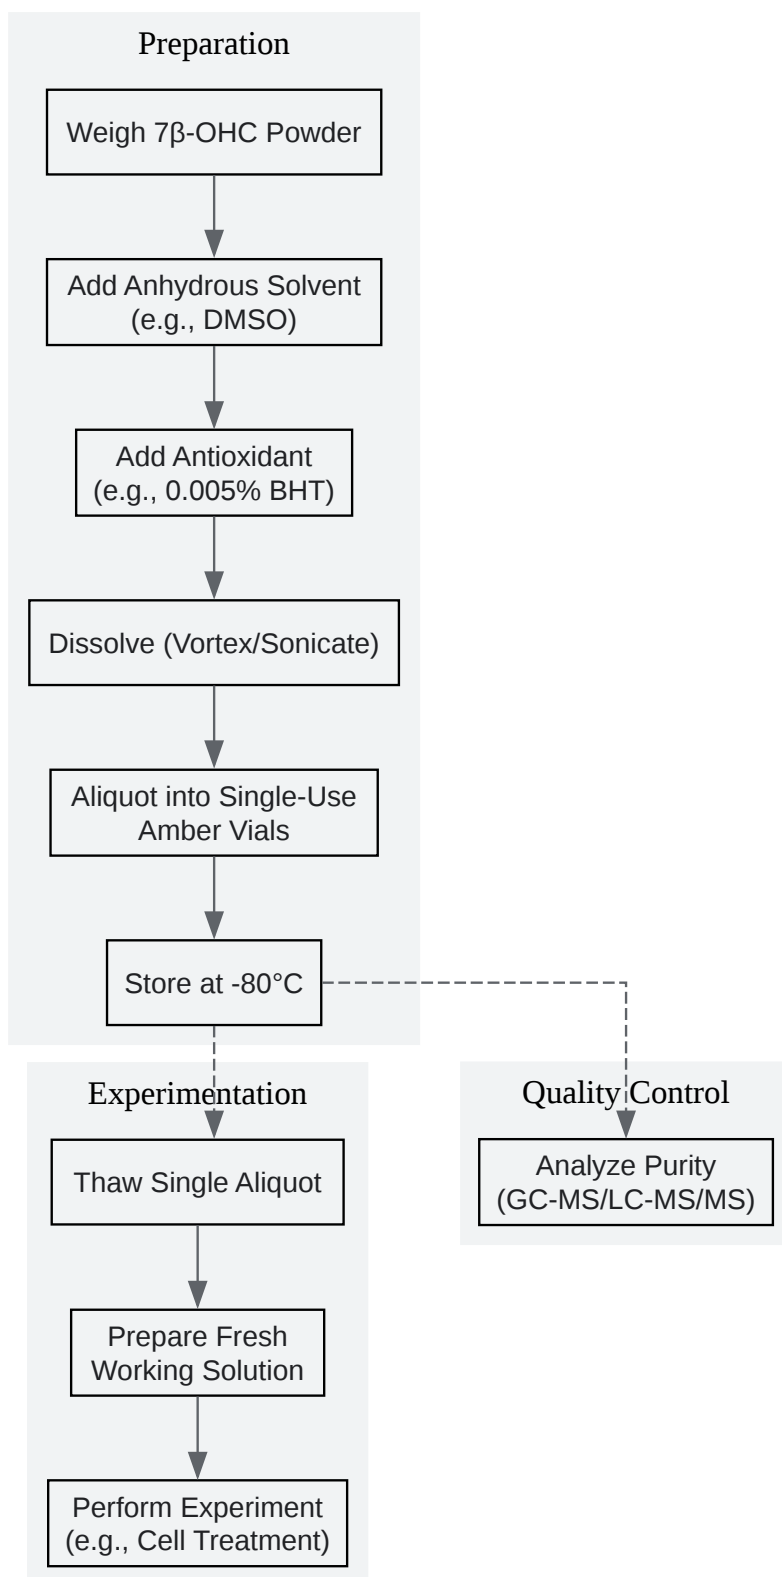 Preparation
Weigh 7β-OHC Powder
Add Anhydrous Solvent
(e.g., DMSO)
Add Antioxidant
(e.g., 0.005% BHT)
Dissolve (Vortex/Sonicate)
Aliquot into Single-Use
Amber Vials
Store at -80°C
Experimentation
Thaw Single Aliquot
Prepare Fresh
Working Solution
Perform Experiment
(e.g., Cell Treatment)
Quality Control
Analyze Purity
(GC-MS/LC-MS/MS)